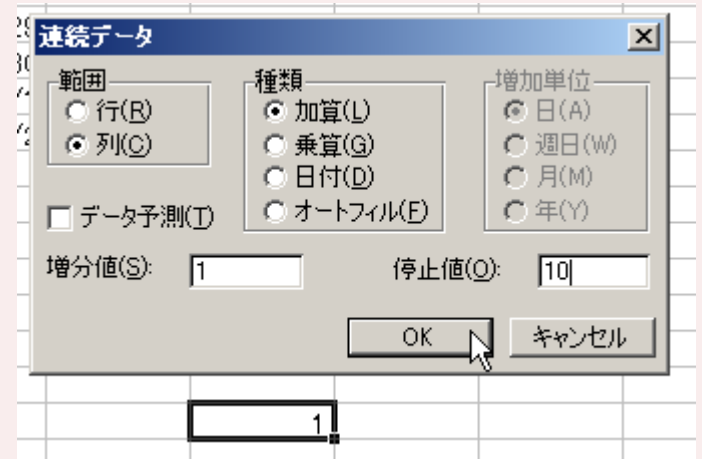 連続データ
範囲
行(R)
列(C)
種類
加算(L)
乗算(G)
日付(D)
オートフィル(F)
増加単位
日(A)
週日(W)
月(M)
年(Y)
データ予測(T)
増分値(S): 1
停止値(O): 10
OK
キャンセル
1